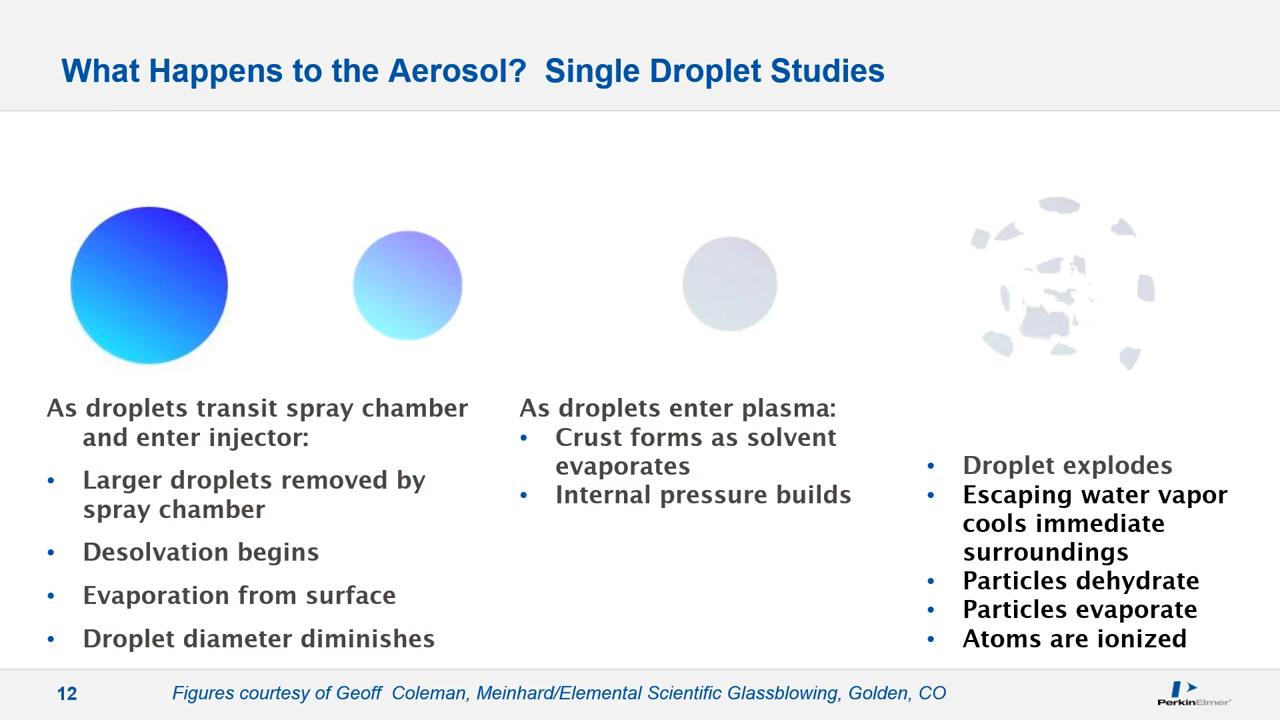 What Happens to the Aerosol?  Single Droplet Studies
As droplets transit spray chamber
and enter injector:
• Larger droplets removed by
spray chamber
• Desolvation begins
• Evaporation from surface
• Droplet diameter diminishes
As droplets enter plasma:
• Crust forms as solvent
evaporates
• Internal pressure builds
• Droplet explodes
• Escaping water vapor
cools immediate
surroundings
• Particles dehydrate
• Particles evaporate
• Atoms are ionized
12
Figures courtesy of Geoff  Coleman, Meinhard/Elemental Scientific Glassblowing, Golden, CO
PerkinElmer